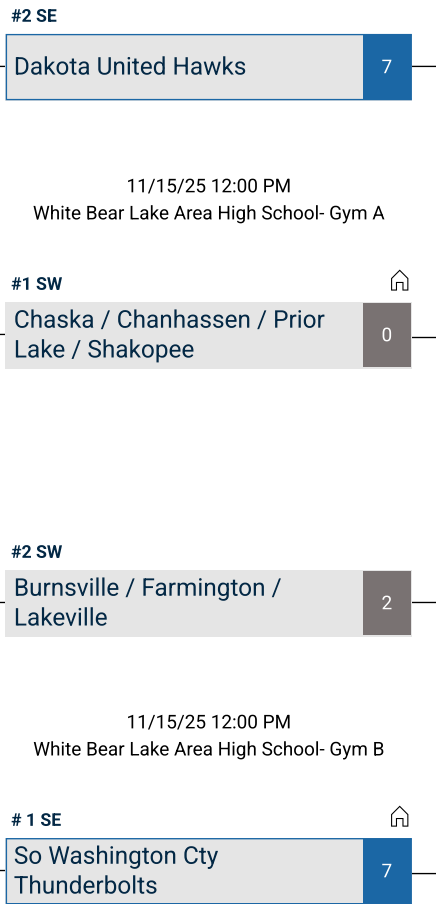 #2 SE
Dakota United Hawks
7
11/15/25 12:00 PM
White Bear Lake Area High School- Gym A
#1 SW
Chaska / Chanhassen / Prior
Lake / Shakopee
0
#2 SW
Burnsville / Farmington /
Lakeville
2
11/15/25 12:00 PM
White Bear Lake Area High School- Gym B
# 1 SE
So Washington Cty
Thunderbolts
7